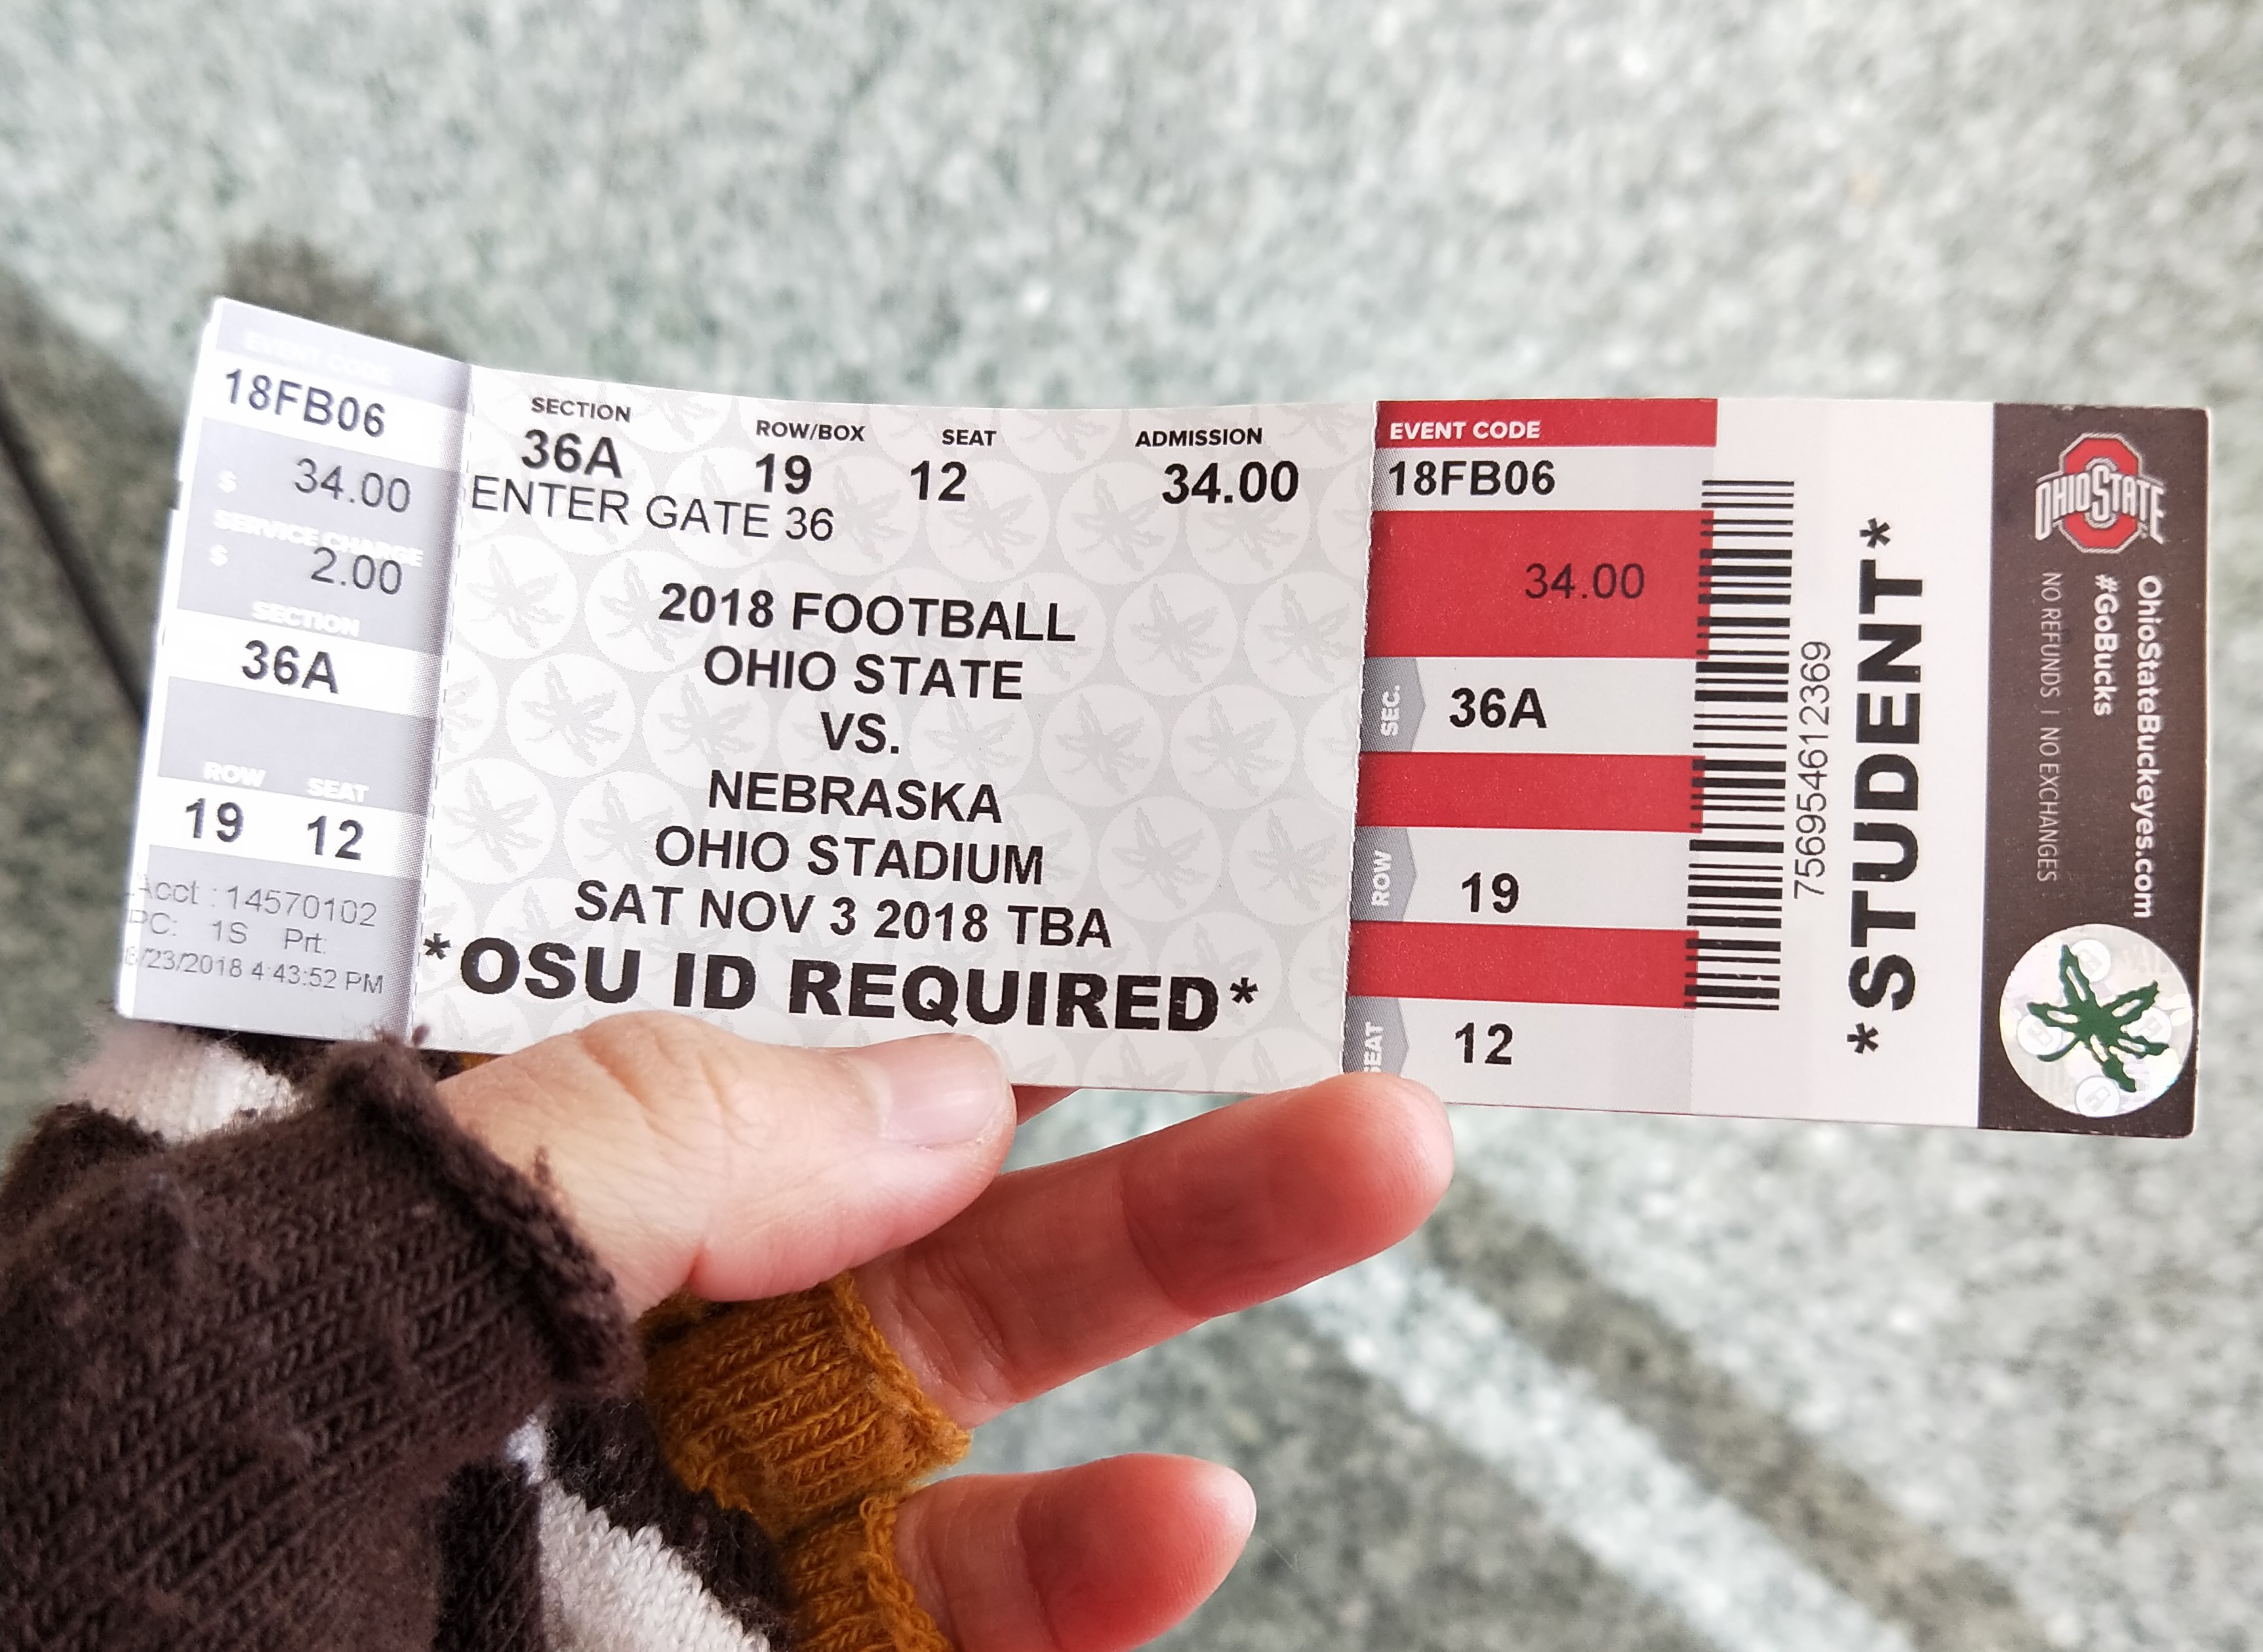 EVENT CODE
18FB06
$ 34.00
SERVICE CHARGE
$ 2.00
SECTION
36A
ROW SEAT
19 12
Acct : 14570102
PC: 1S Prt:
/23/2018 4:43:52 PM
SECTION ROW/BOX SEAT ADMISSION
36A 19 12 34.00
ENTER GATE 36
2018 FOOTBALL
OHIO STATE
VS.
NEBRASKA
OHIO STADIUM
SAT NOV 3 2018 TBA
*OSU ID REQUIRED*
EVENT CODE
18FB06
34.00
SEC. 36A
ROW 19
SEAT 12
756954612369
*STUDENT*
OHIO STATE
OhioStateBuckeyes.com
#GoBucks
NO REFUNDS | NO EXCHANGES